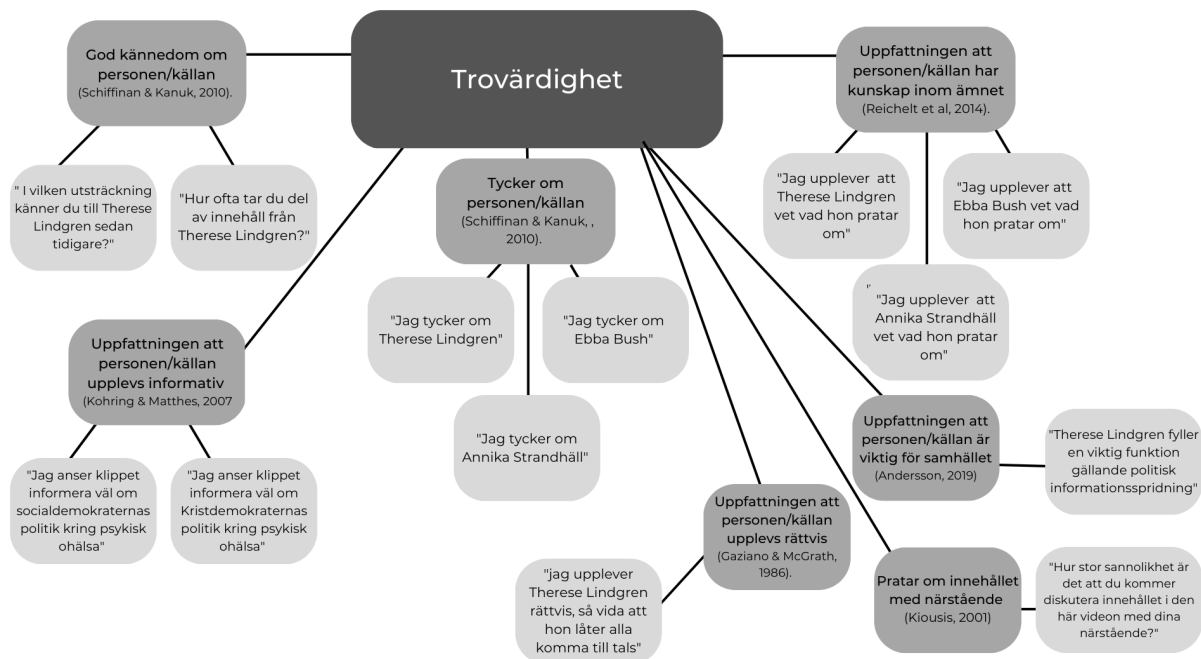 Trovärdighet
God kännedom om
personen/källan
(Schiffinan & Kanuk, 2010).
" I vilken utsträckning
känner du till Therese
Lindgren sedan
tidigare?"
"Hur ofta tar du del
av innehåll från
Therese Lindgren?"
Uppfattningen att
personen/källan
upplevs informativ
(Kohring & Matthes, 2007
"Jag anser klippet
informera väl om
socialdemokraternas
politik kring psykisk
ohälsa"
"Jag anser klippet
informera väl om
Kristdemokraternas
politik kring psykisk
ohälsa"
Tycker om
personen/källan
(Schiffinan & Kanuk, ,
2010).
"Jag tycker om
Therese Lindgren"
"Jag tycker om
Ebba Bush"
"Jag tycker om
Annika Strandhäll"
Uppfattningen att
personen/källan
upplevs rättvis
(Gaziano & McGrath,
1986).
"jag upplever
Therese Lindgren
rättvis, så vida att
hon låter alla
komma till tals"
Uppfattningen att
personen/källan har
kunskap inom ämnet
(Reichelt et al, 2014).
"Jag upplever  att
Therese Lindgren
vet vad hon pratar
om"
"Jag upplever att
Ebba Bush vet vad
hon pratar om"
"Jag upplever  att
Annika Strandhäll
vet vad hon pratar
om"
Uppfattningen att
personen/källan är
viktig för samhället
(Andersson, 2019)
"Therese Lindgren fyller
en viktig funktion
gällande politisk
informationsspridning"
Pratar om innehållet
med närstående
(Kiousis, 2001)
"Hur stor sannolikhet är
det att du kommer
diskutera innehållet i den
här videon med dina
närstående?"